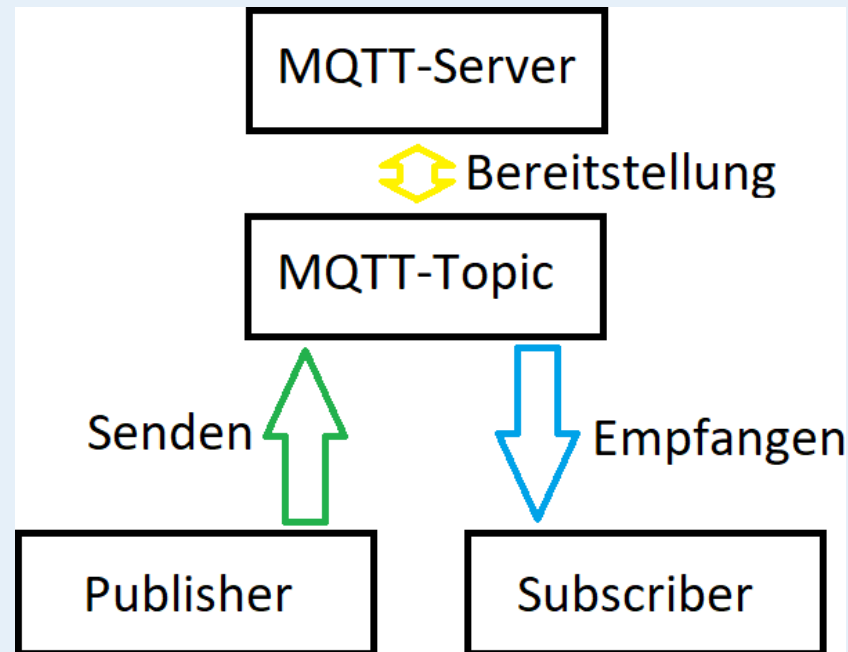 MQTT-Server
Bereitstellung
MQTT-Topic
Senden
Empfangen
Publisher
Subscriber